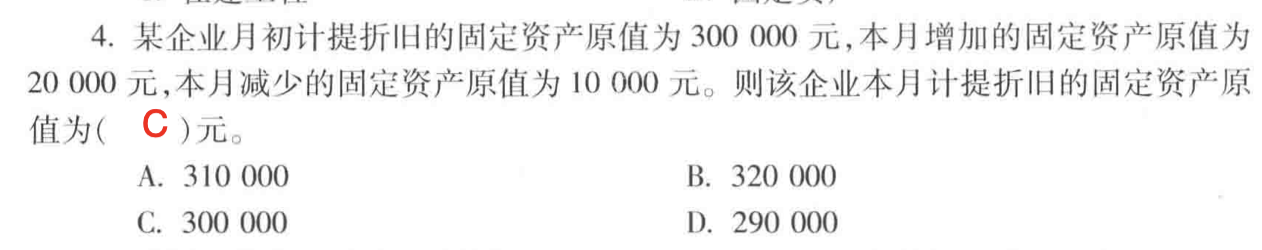 4. 某企业月初计提折旧的固定资产原值为 300 000 元,本月增加的固定资产原值为
20 000 元,本月减少的固定资产原值为 10 000 元。则该企业本月计提折旧的固定资产原
值为( C )元。
A. 310 000
B. 320 000
C. 300 000
D. 290 000